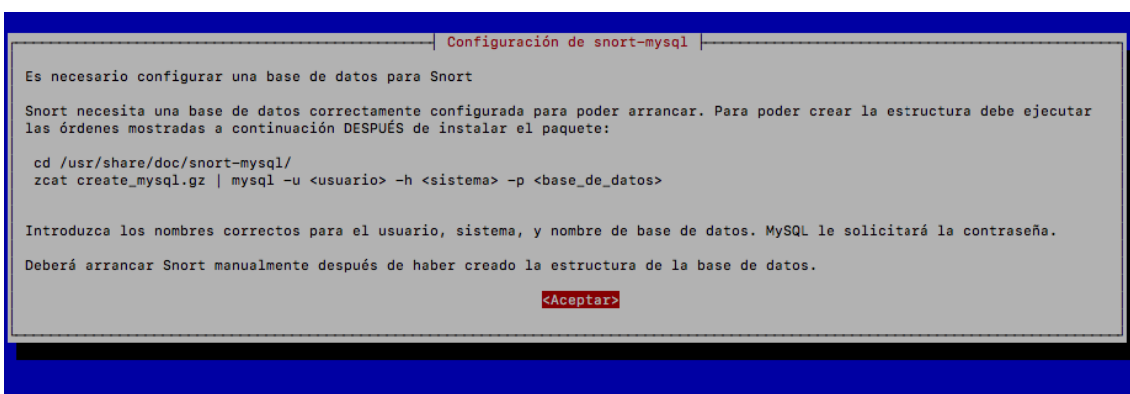 Configuración de snort-mysql
Es necesario configurar una base de datos para Snort
Snort necesita una base de datos correctamente configurada para poder arrancar. Para poder crear la estructura debe ejecutar
las órdenes mostradas a continuación DESPUÉS de instalar el paquete:
cd /usr/share/doc/snort-mysql/
zcat create_mysql.gz | mysql -u <usuario> -h <sistema> -p <base_de_datos>
Introduzca los nombres correctos para el usuario, sistema, y nombre de base de datos. MySQL le solicitará la contraseña.
Deberá arrancar Snort manualmente después de haber creado la estructura de la base de datos.
<Aceptar>